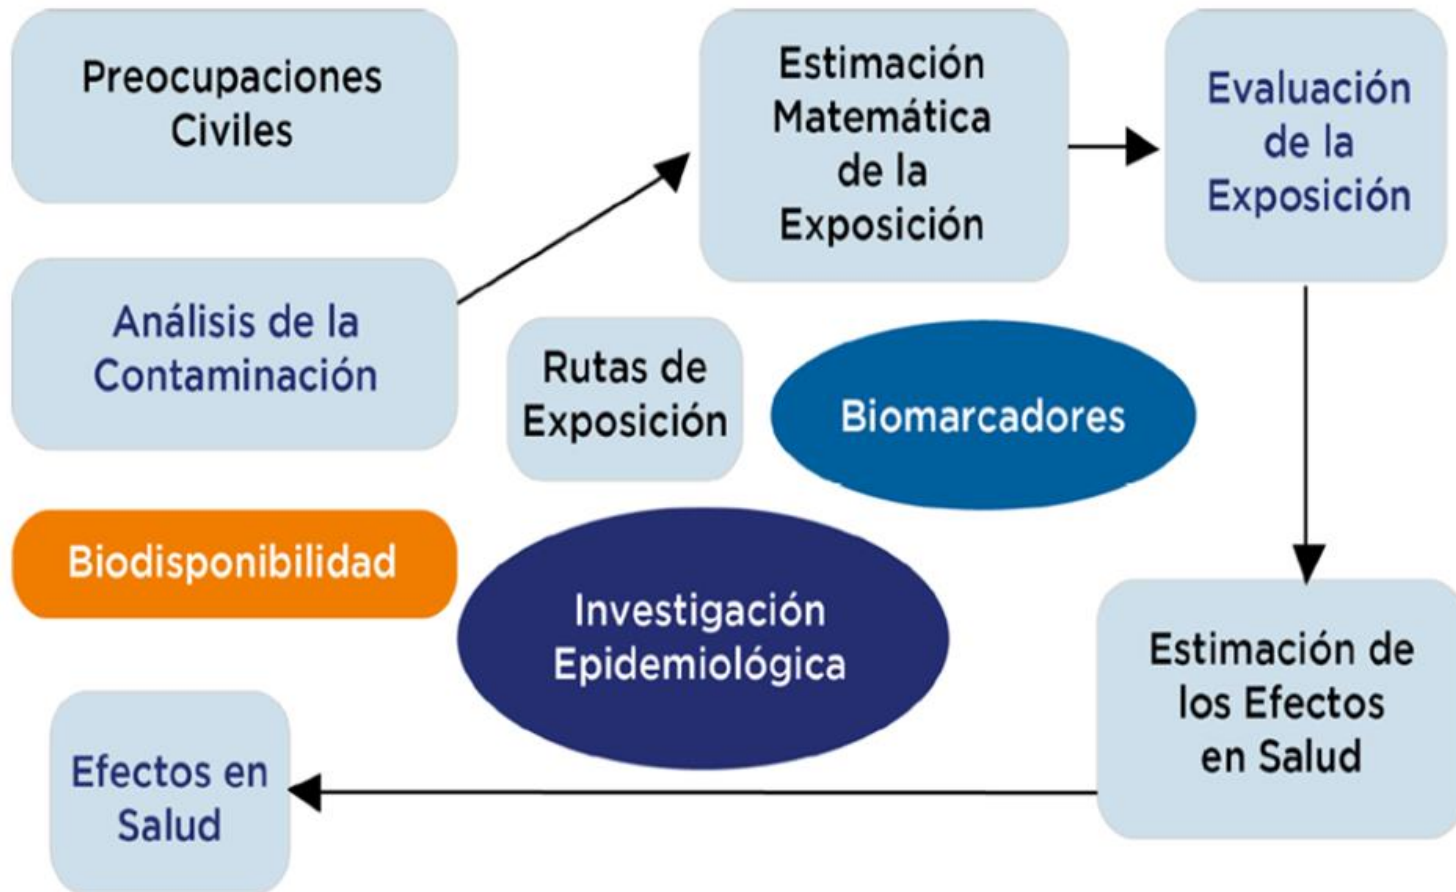 Preocupaciones
Civiles
Estimación
Matemática
de la
Exposición
Evaluación
de la
Exposición
Análisis de la
Contaminación
Rutas de
Exposición
Biomarcadores
Biodisponibilidad
Investigación
Epidemiológica
Estimación de
los Efectos
en Salud
Efectos en
Salud